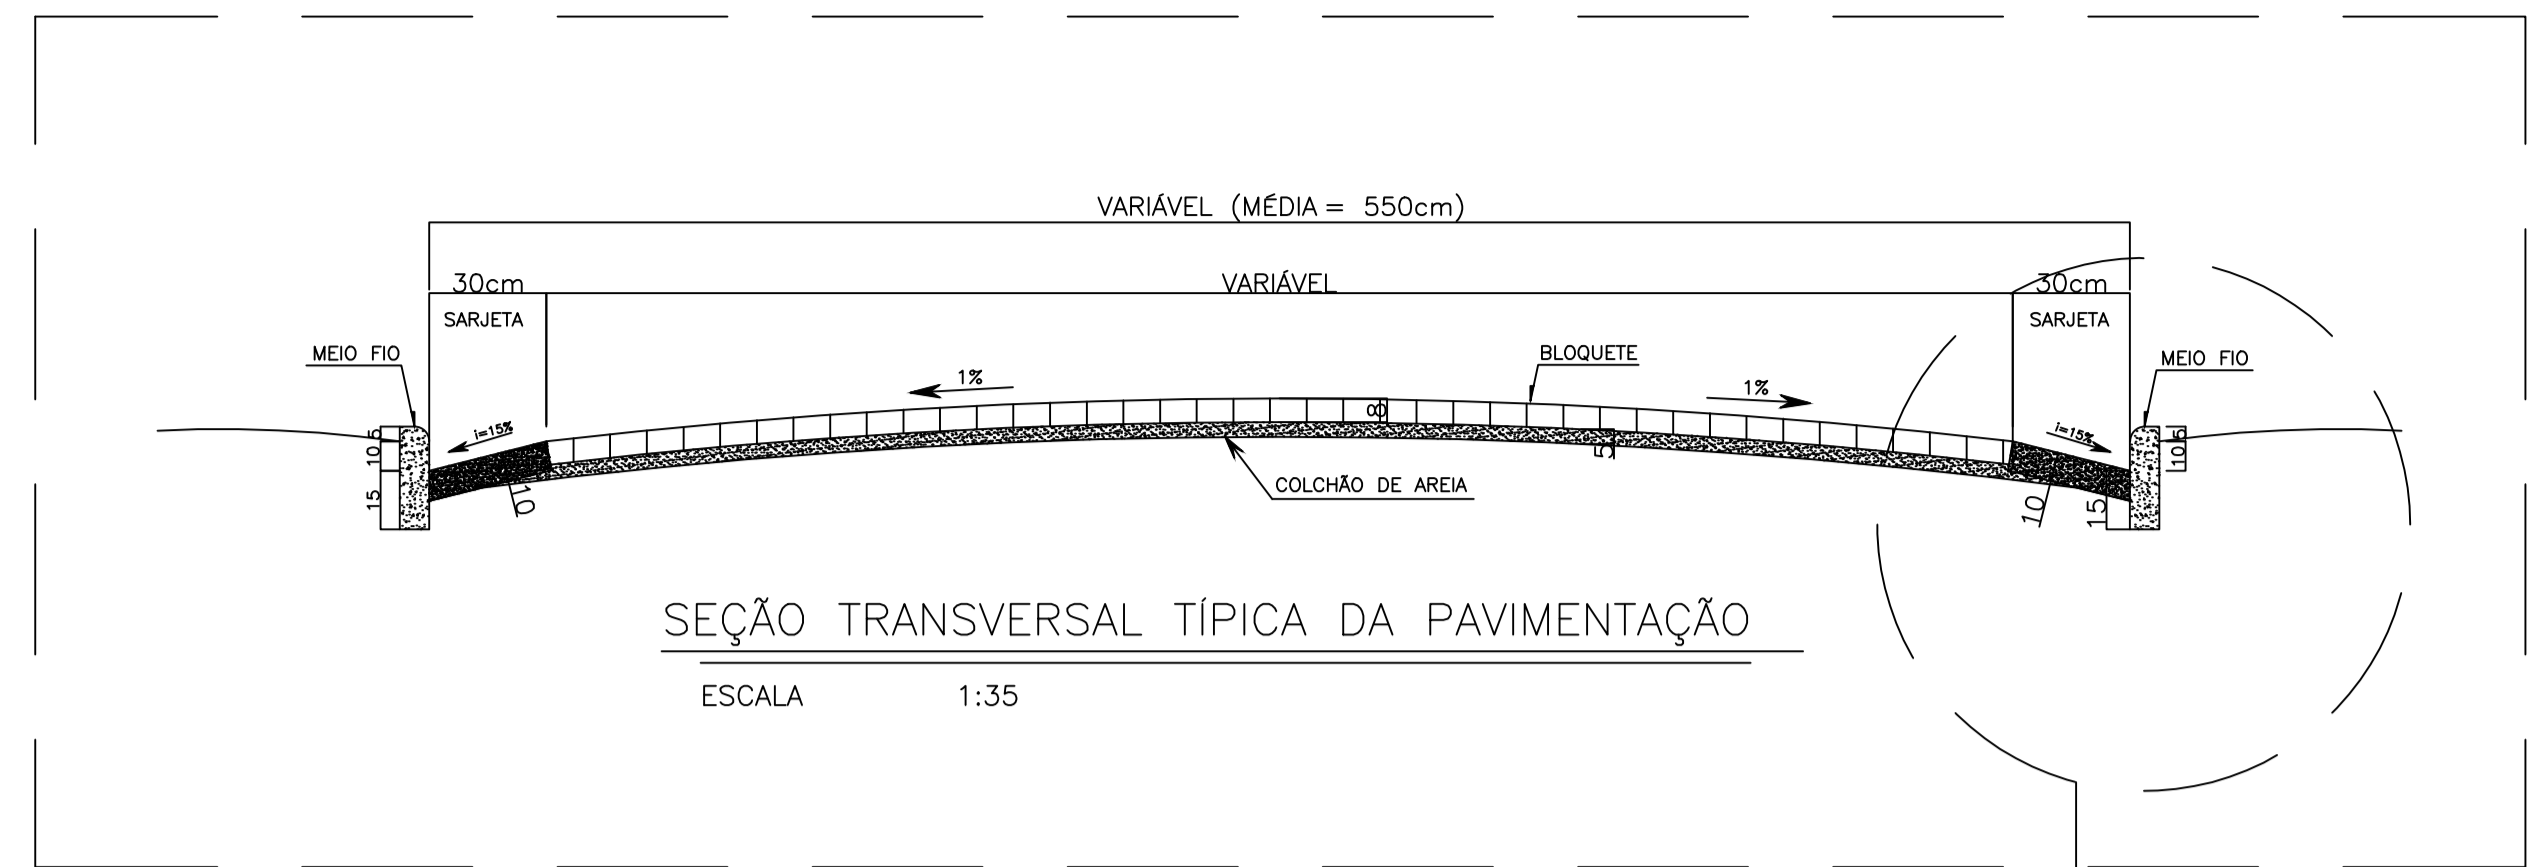 VARIÁVEL (MÉDIA = 550cm)
30cm
VARIÁVEL
30cm
SARJETA
SARJETA
MEIO FIO
BLOQUETE
MEIO FIO
1%
1%
8
i=15%
i=15%
5
10
15
5
10
15
10
5
10
15
COLCHÃO DE AREIA
SEÇÃO TRANSVERSAL TÍPICA DA PAVIMENTAÇÃO
ESCALA 1:35